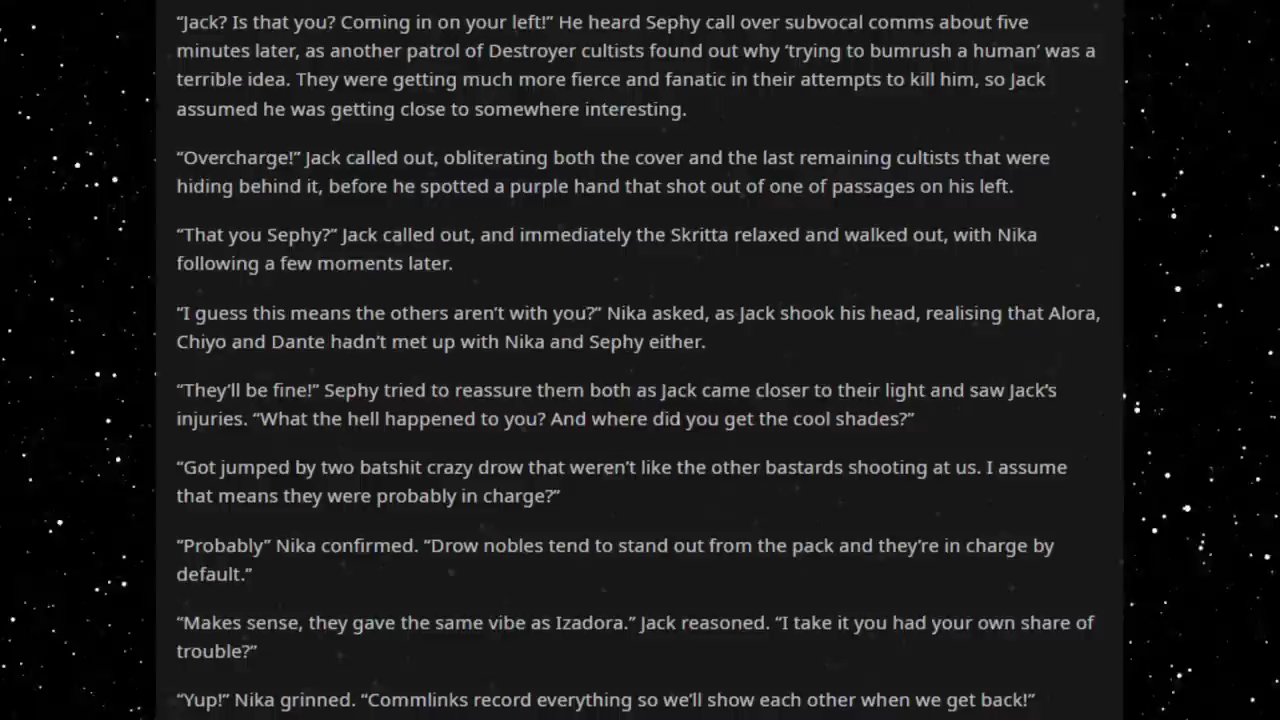 “Jack? Is that you? Coming in on your left!” He heard Sephy call over subvocal comms about five
minutes later, as another patrol of Destroyer cultists found out why ‘trying to bumrush a human’ was a
terrible idea. They were getting much more fierce and fanatic in their attempts to kill him, so Jack
assumed he was getting close to somewhere interesting.
“Overcharge!” Jack called out, obliterating both the cover and the last remaining cultists that were
hiding behind it, before he spotted a purple hand that shot out of one of passages on his left.
“That you Sephy?” Jack called out, and immediately the Skritta relaxed and walked out, with Nika
following a few moments later.
“I guess this means the others aren’t with you?” Nika asked, as Jack shook his head, realising that Alora,
Chiyo and Dante hadn’t met up with Nika and Sephy either.
“They’ll be fine!” Sephy tried to reassure them both as Jack came closer to their light and saw Jack’s
injuries. “What the hell happened to you? And where did you get the cool shades?”
“Got jumped by two batshit crazy drow that weren’t like the other bastards shooting at us. I assume
that means they were probably in charge?”
“Probably” Nika confirmed. “Drow nobles tend to stand out from the pack and they’re in charge by
default.”
“Makes sense, they gave the same vibe as Izadora.” Jack reasoned. “I take it you had your own share of
trouble?”
“Yup!” Nika grinned. “Commlinks record everything so we’ll show each other when we get back!”